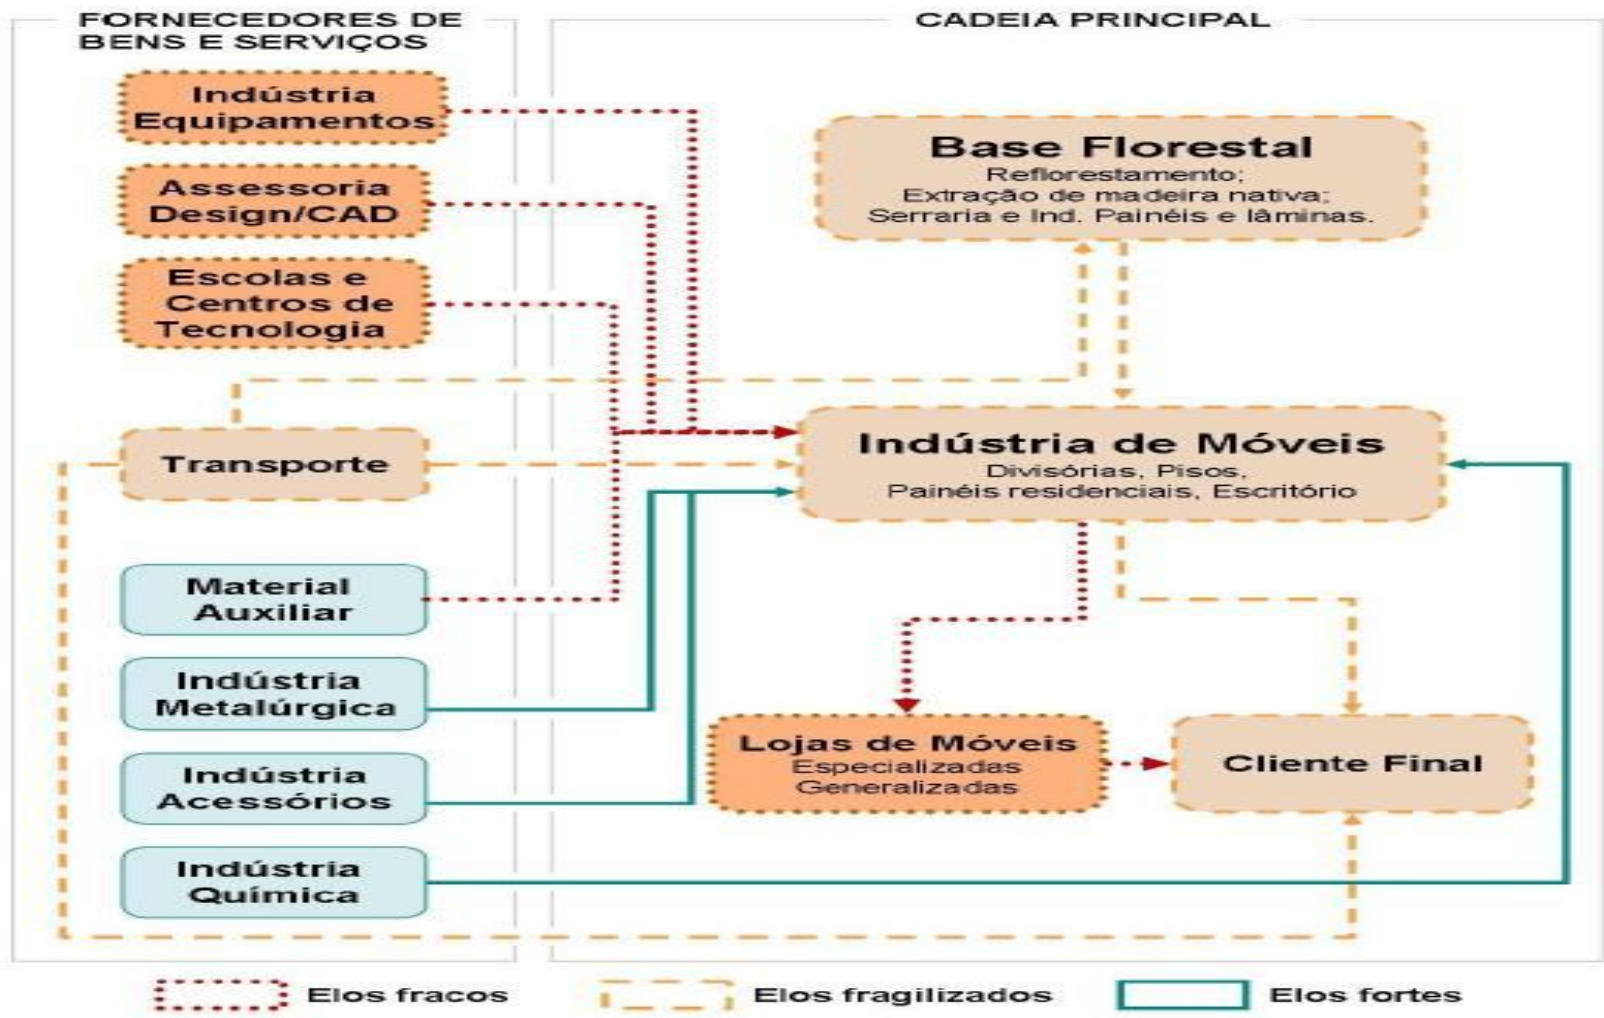 FORNECEDORES DE
BENS E SERVIÇOS
CADEIA PRINCIPAL
Indústria
Equipamentos
Assessoria
Design/CAD
Escolas e
Centros de
Tecnologia
Transporte
Material
Auxiliar
Indústria
Metalúrgica
Indústria
Acessórios
Indústria
Química
Base Florestal
Reflorestamento;
Extração de madeira nativa;
Serraria e Ind. Painéis e lâminas.
Indústria de Móveis
Divisórias, Pisos,
Painéis residenciais, Escritório
Lojas de Móveis
Especializadas
Generalizadas
Cliente Final
Elos fracos
Elos fragilizados
Elos fortes